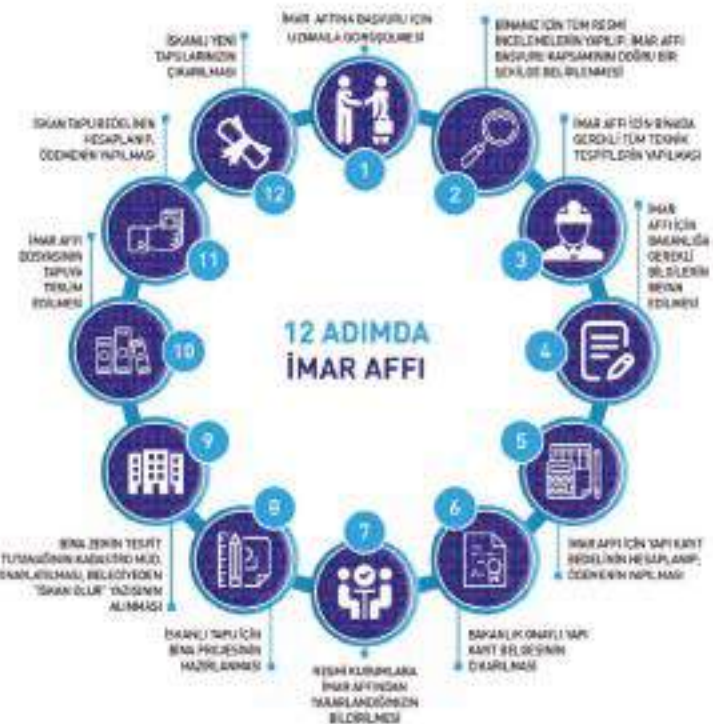 İMAR AFFINA BAŞVURU İÇİN
UZMANLA GÖRÜŞÜLMESİ
1
BİNANIZ İÇİN TÜM RESMİ
İNCELEMELERİN YAPILIP, İMAR AFFI
BAŞVURU KAPSAMININ DOĞRU BİR
ŞEKİLDE BELİRLENMESİ
2
İMAR AFFI İÇİN BİNADA
GEREKLİ TÜM TEKNİK
TESPİTLERİN YAPILMASI
3
İMAR
AFFI İÇİN
BAKANLIĞA
GEREKLİ
BİLGİLERİN
BEYAN
EDİLMESİ
4
12 ADIMDA
İMAR AFFI
5
İMAR AFFI İÇİN YAPI KAYIT
BEDELİNİN HESAPLANIP,
ÖDEMENİN YAPILMASI
6
BAKANLIK ONAYLI YAPI
KAYIT BELGESİNİN
ÇIKARILMASI
7
RESMİ KURUMLARA
İMAR AFFINDAN
YARARLANDIĞINIZIN
BİLDİRİLMESİ
8
İSKANLI TAPU İÇİN
BİNA PROJESİNİN
HAZIRLANMASI
9
BİNA ZEMİN TESPİT
TUTANAĞININ KADASTRO MÜD.
ONAYLATILMASI, BELEDİYEDEN
"İSKAN OLUR" YAZISININ
ALINMASI
10
İMAR AFFI
DOSYASININ
TAPUYA
TESLİM
EDİLMESİ
11
İSKAN TAPU BEDELİNİN
HESAPLANIP,
ÖDEMENİN YAPILMASI
12
İSKANLI YENİ
TAPULARINIZIN
ÇIKARILMASI